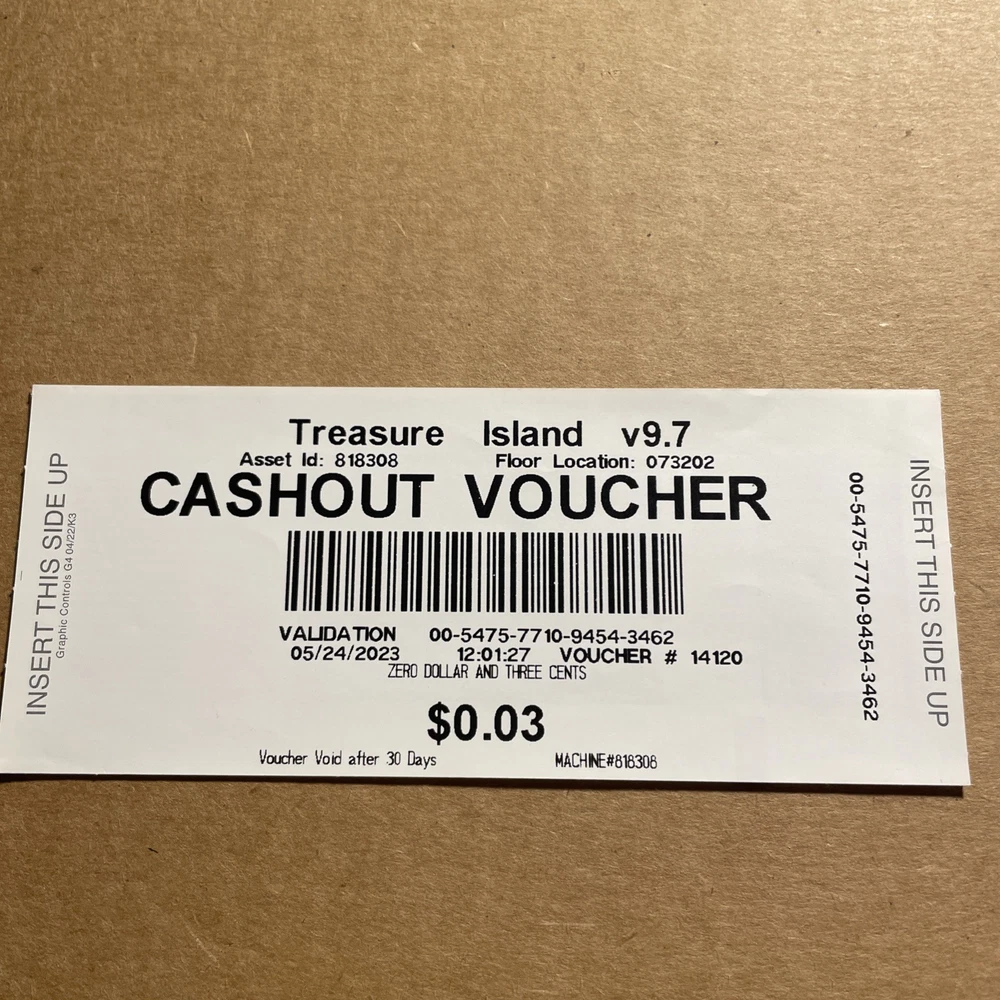 Treasure Island v9.7
Asset Id: 818308 Floor Location: 073202
CASHOUT VOUCHER
VALIDATION 00-5475-7710-9454-3462
05/24/2023 12:01:27 VOUCHER # 14120
ZERO DOLLAR AND THREE CENTS
$0.03
Voucher Void after 30 Days MACHINE#818308
INSERT THIS SIDE UP
Graphic Controls G4 04/22/K3
00-5475-7710-9454-3462
INSERT THIS SIDE UP